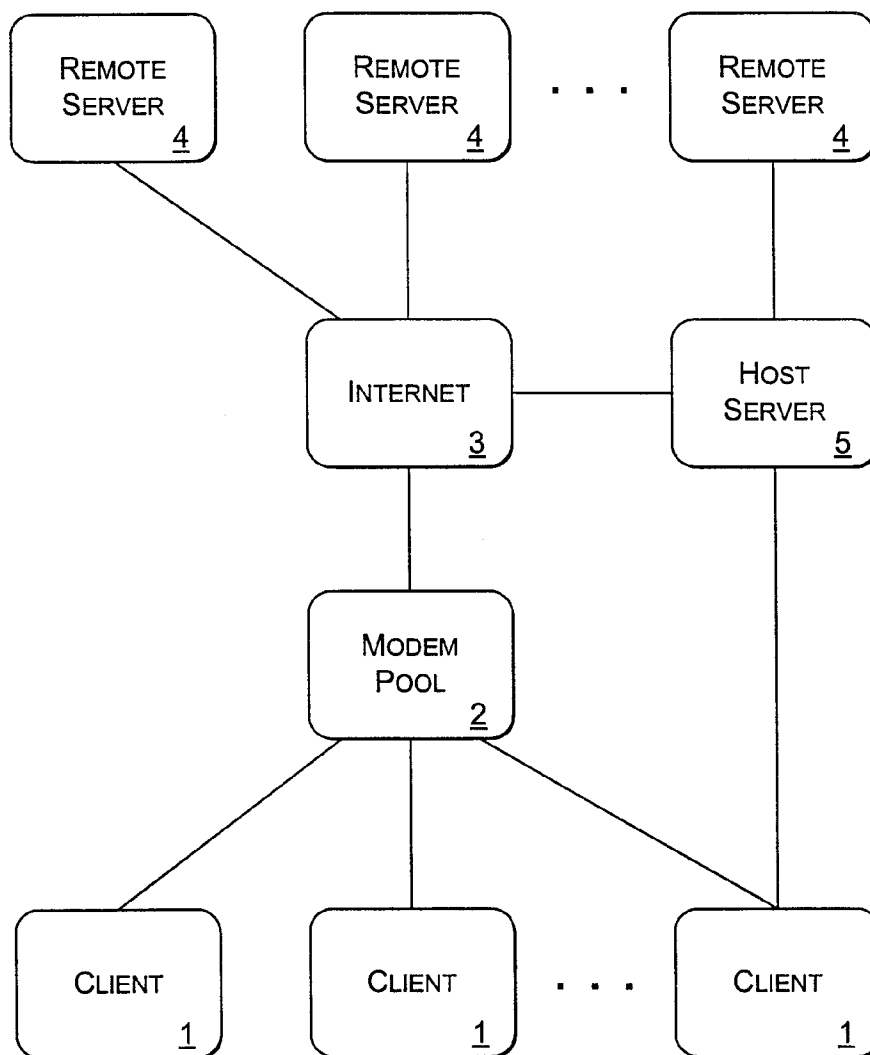 REMOTE SERVER 4
REMOTE SERVER 4
. . .
REMOTE SERVER 4
INTERNET 3
HOST SERVER 5
MODEM POOL 2
CLIENT 1
CLIENT 1
. . .
CLIENT 1